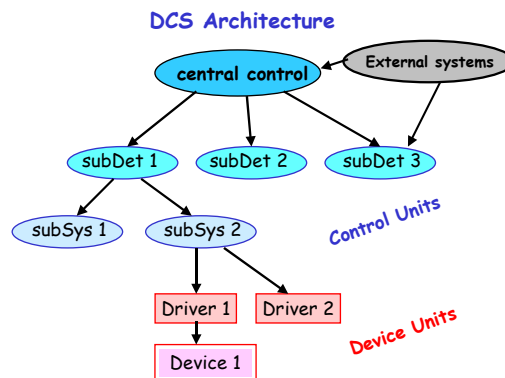 DCS Architecture
central control
External systems
subDet 1
subDet 2
subDet 3
subSys 1
subSys 2
Control Units
Driver 1
Driver 2
Device Units
Device 1